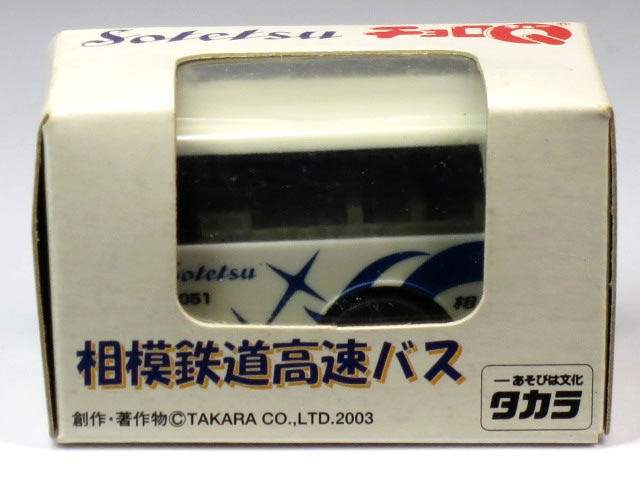 Sotetsu チョロQ®
Sotetsu
051
相
相模鉄道高速バス
創作・著作物©TAKARA CO.,LTD.2003
―あそびは文化
タカラ